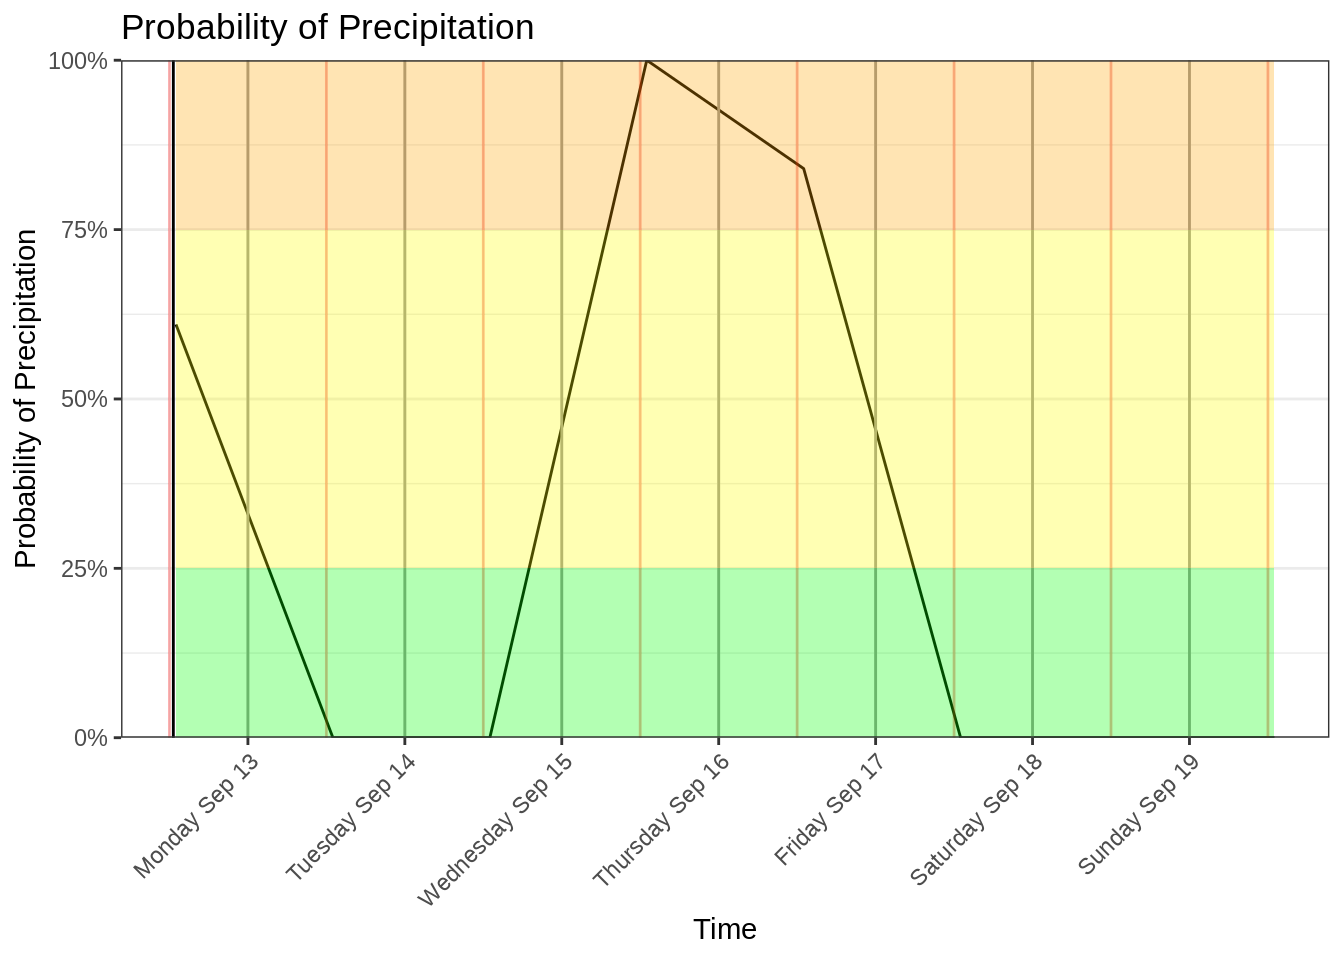 Probability of Precipitation
Probability of Precipitation
100%
75%
50%
25%
0%
Monday Sep 13
Tuesday Sep 14
Wednesday Sep 15
Thursday Sep 16
Friday Sep 17
Saturday Sep 18
Sunday Sep 19
Time